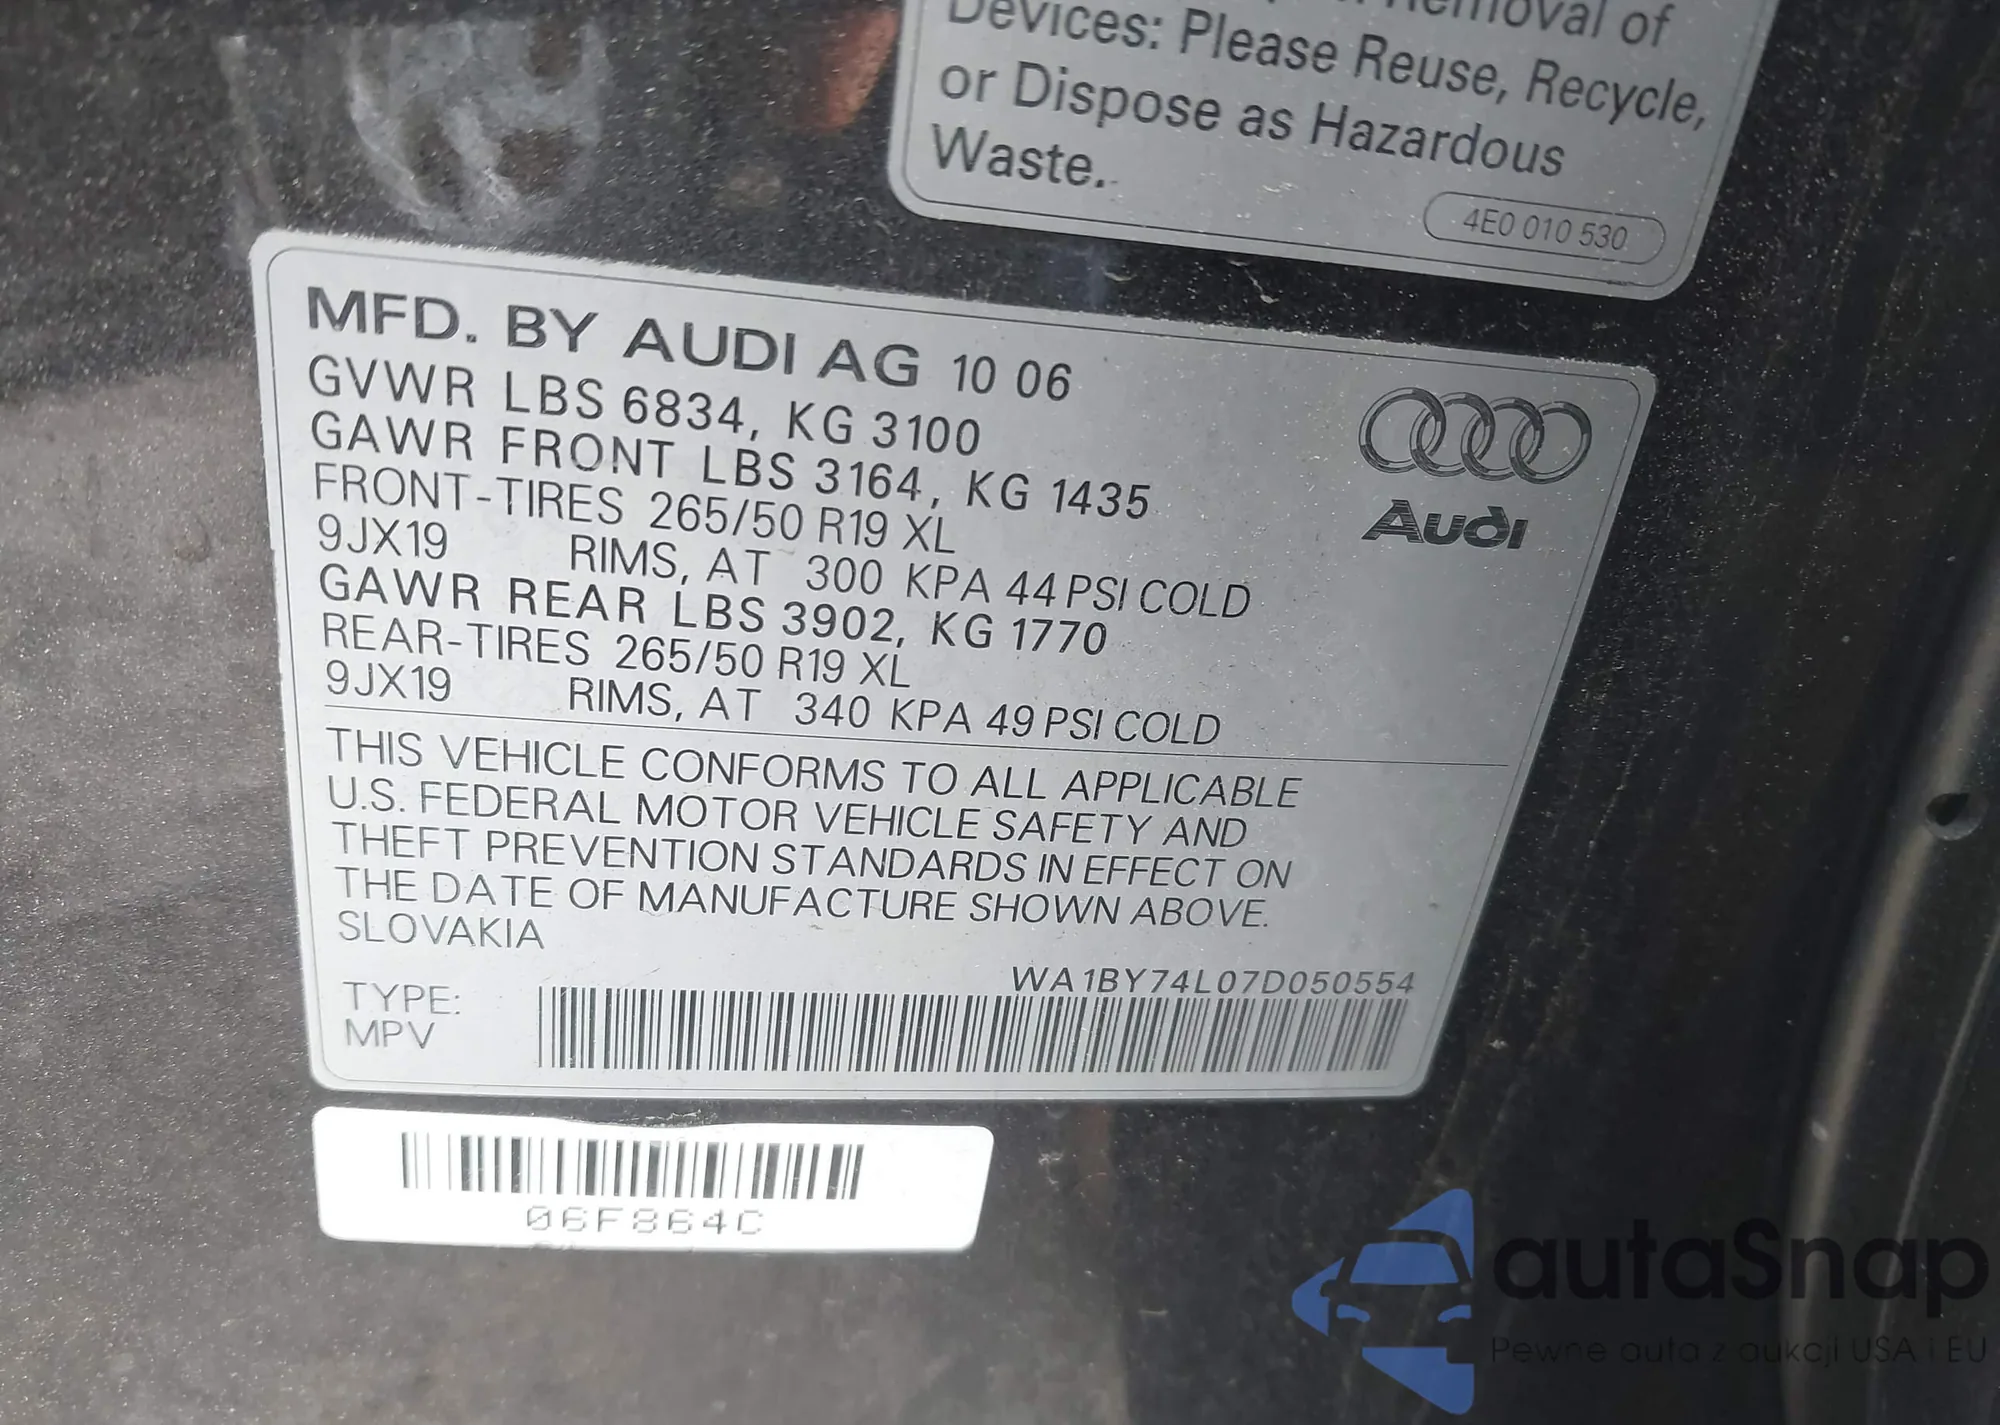 Removal of
Devices: Please Reuse, Recycle,
or Dispose as Hazardous
Waste.
4E0 010 530
MFD. BY AUDI AG 10 06
GVWR LBS 6834, KG 3100
GAWR FRONT LBS 3164, KG 1435
FRONT-TIRES 265/50 R19 XL
9JX19 RIMS, AT 300 KPA 44 PSI COLD
GAWR REAR LBS 3902, KG 1770
REAR-TIRES 265/50 R19 XL
9JX19 RIMS, AT 340 KPA 49 PSI COLD
Audi
THIS VEHICLE CONFORMS TO ALL APPLICABLE
U.S. FEDERAL MOTOR VEHICLE SAFETY AND
THEFT PREVENTION STANDARDS IN EFFECT ON
THE DATE OF MANUFACTURE SHOWN ABOVE.
SLOVAKIA
WA1BY74L07D050554
TYPE:
MPV
06F864C
autaSnap
Pewne auta z aukcji USA i EU